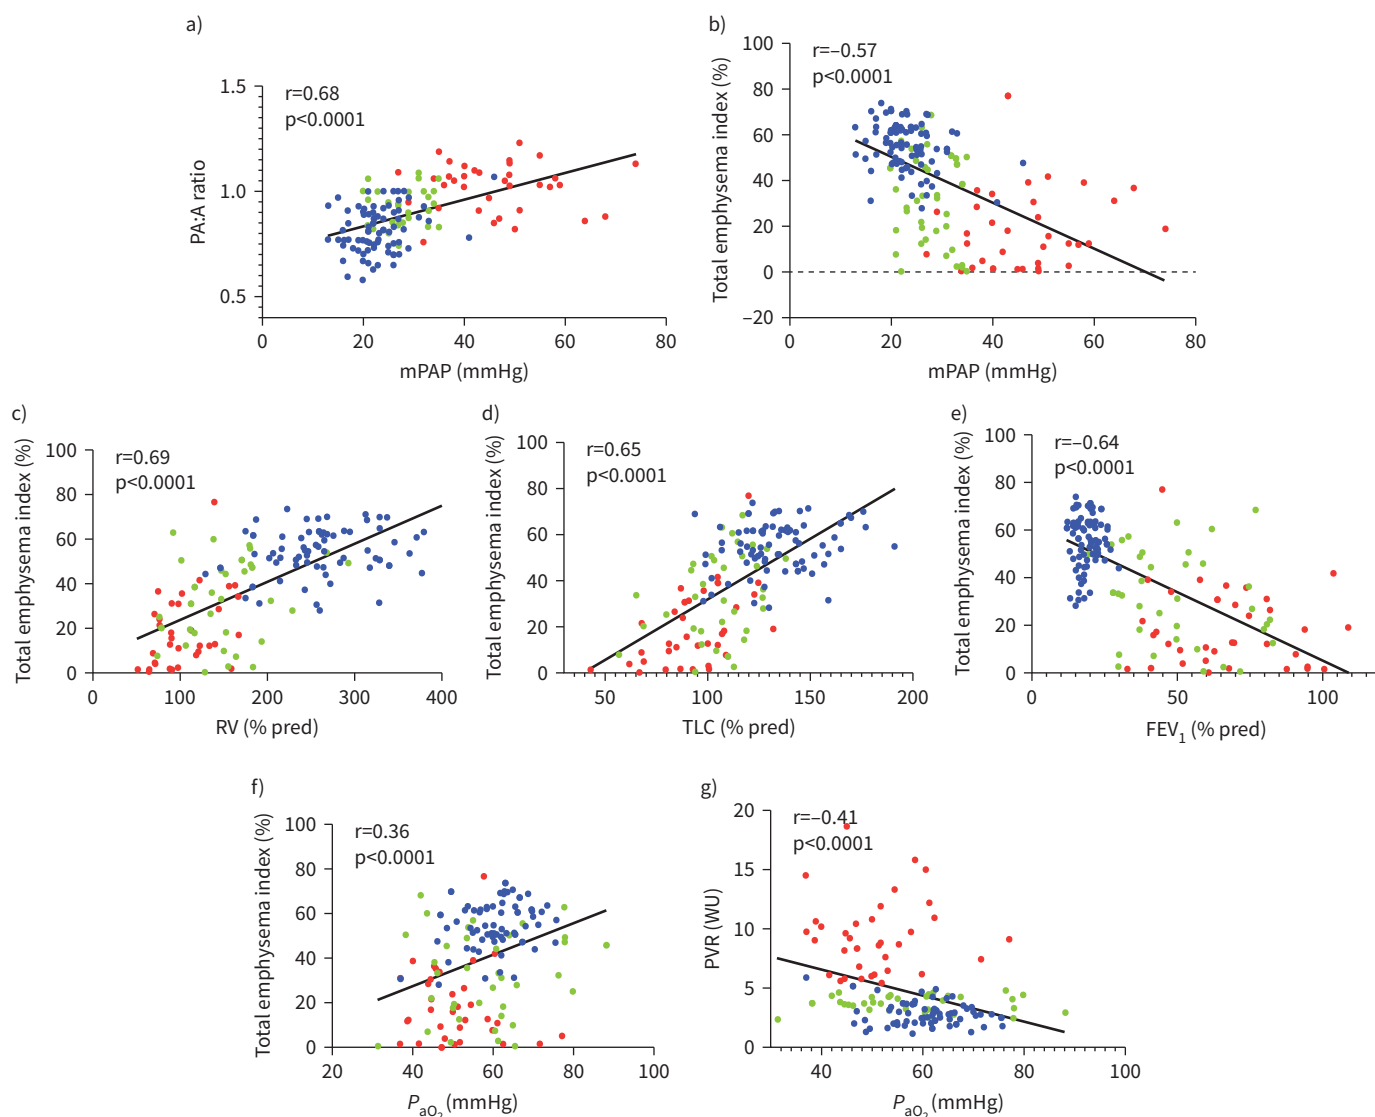 a)
r=0.68
p<0.0001
1.5
1.0
0.5
PA:A ratio
0 20 40 60 80
mPAP (mmHg)
b)
r=–0.57
p<0.0001
100
80
60
40
20
0
–20
Total emphysema index (%)
0 20 40 60 80
mPAP (mmHg)
c)
r=0.69
p<0.0001
100
80
60
40
20
0
Total emphysema index (%)
0 100 200 300 400
RV (% pred)
d)
r=0.65
p<0.0001
100
80
60
40
20
0
Total emphysema index (%)
50 100 150 200
TLC (% pred)
e)
r=–0.64
p<0.0001
100
80
60
40
20
0
Total emphysema index (%)
0 50 100
FEV1 (% pred)
f)
r=0.36
p<0.0001
100
80
60
40
20
0
Total emphysema index (%)
20 40 60 80 100
PaO2 (mmHg)
g)
r=–0.41
p<0.0001
20
15
10
5
0
PVR (WU)
40 60 80 100
PaO2 (mmHg)